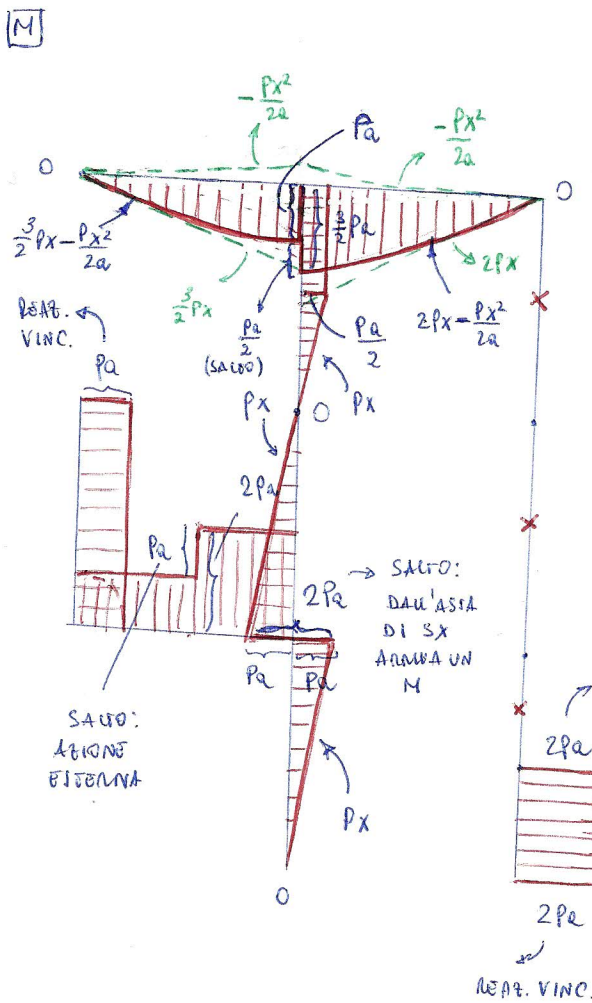 M
-Px²/2a
Pa
-Px²/2a
0
0
3/2 Pa
3/2 Px - Px²/2a
2Px
3/2 Px
REAZ.
VINC.
Pa/2
(SALTO)
Pa/2
2Px - Px²/2a
Pa
Px
0
Px
2Pa
Pa
2Pa
SALTO:
DALL'ASTA
DI SX
ARRIVA UN
M
Pa
Pa
SALTO:
AZIONE
ESTERNA
2Pa
Px
0
2Pa
REAZ. VINC.